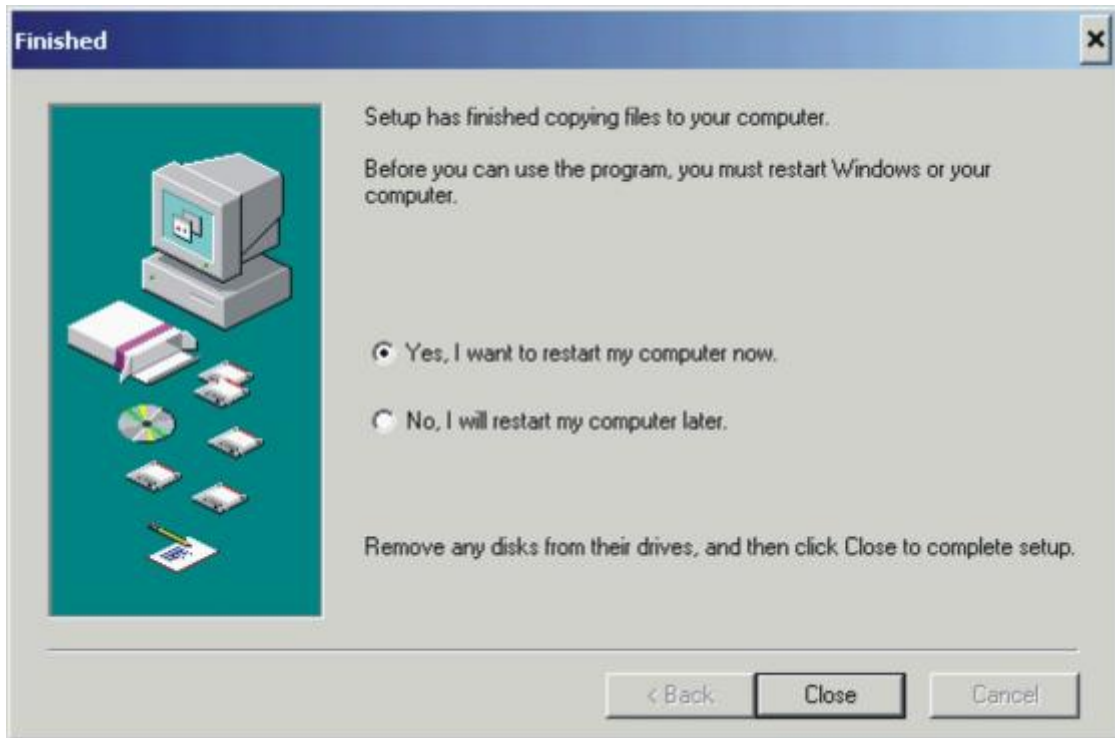 Finished
Setup has finished copying files to your computer.
Before you can use the program, you must restart Windows or your
computer.
Yes, I want to restart my computer now.
No, I will restart my computer later.
Remove any disks from their drives, and then click Close to complete setup.
< Back
Close
Cancel